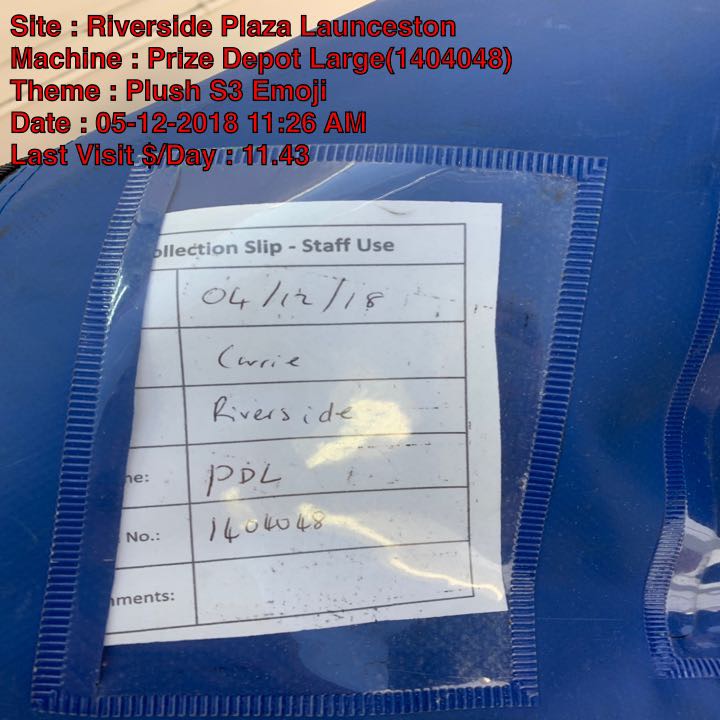 Site : Riverside Plaza Launceston
Machine : Prize Depot Large(1404048)
Theme : Plush S3 Emoji
Date : 05-12-2018 11:26 AM
Last Visit $/Day : 11.43
ollection Slip - Staff Use
04/12/18
Currie
Riverside
ne: PDL
No.: 1404048
mments: